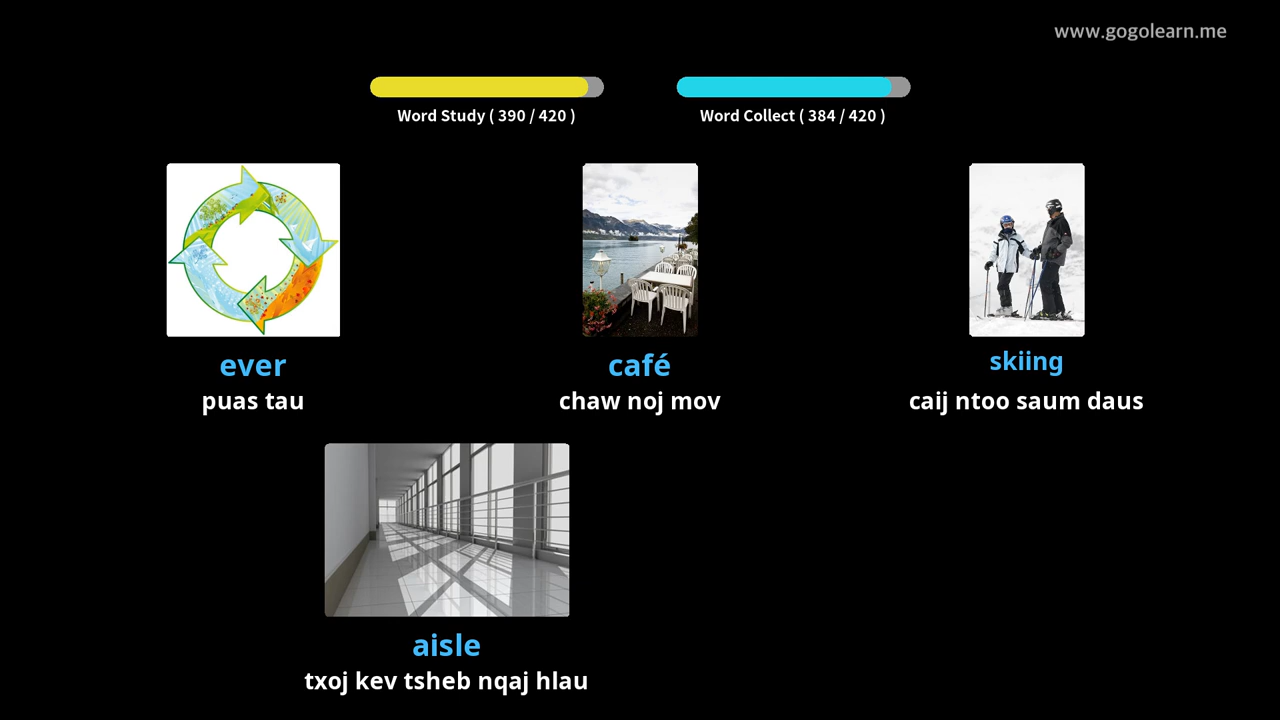 www.gogolearn.me
Word Study ( 390 / 420 )
Word Collect ( 384 / 420 )
ever
puas tau
café
chaw noj mov
skiing
caij ntoo saum daus
aisle
txoj kev tsheb nqaj hlau